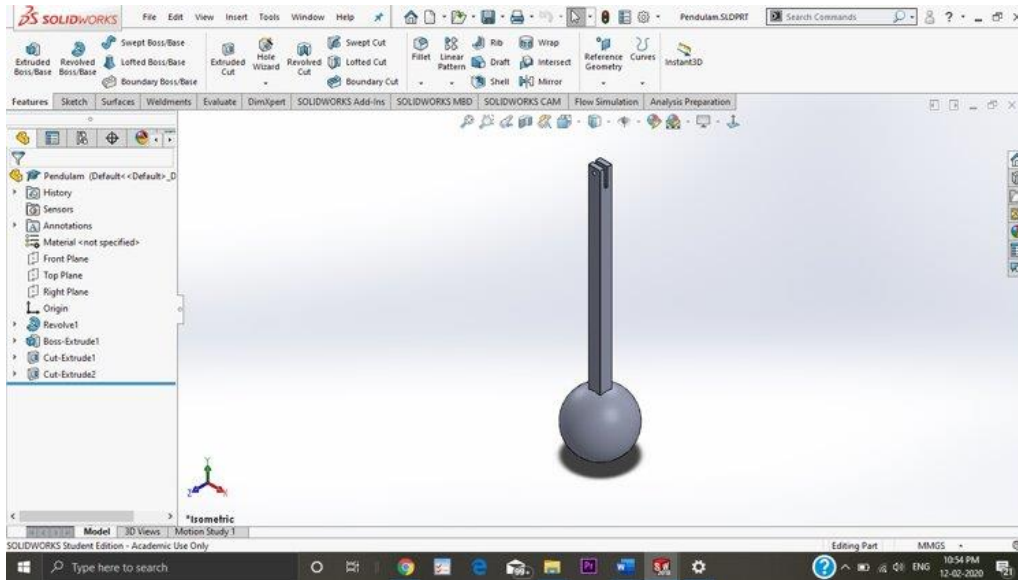 SOLIDWORKS File Edit View Insert Tools Window Help Pendulam.SLDPRT Search Commands
Extruded Boss/Base Revolved Boss/Base Swept Boss/Base Lofted Boss/Base Boundary Boss/Base Extruded Cut Hole Wizard Revolved Cut Swept Cut Lofted Cut Boundary Cut Fillet Linear Pattern Rib Draft Shell Wrap Intersect Mirror Reference Geometry Curves Instant3D
Features Sketch Surfaces Weldments Evaluate DimXpert SOLIDWORKS Add-Ins SOLIDWORKS MBD SOLIDWORKS CAM Flow Simulation Analysis Preparation
Pendulam (Default<<Default>_D
History
Sensors
Annotations
Material <not specified>
Front Plane
Top Plane
Right Plane
Origin
Revolve1
Boss-Extrude1
Cut-Extrude1
Cut-Extrude2
Y
Z X
*Isometric
Model 3D Views Motion Study 1
SOLIDWORKS Student Edition - Academic Use Only Editing Part MMGS
Type here to search ENG 10:54 PM
12-02-2020